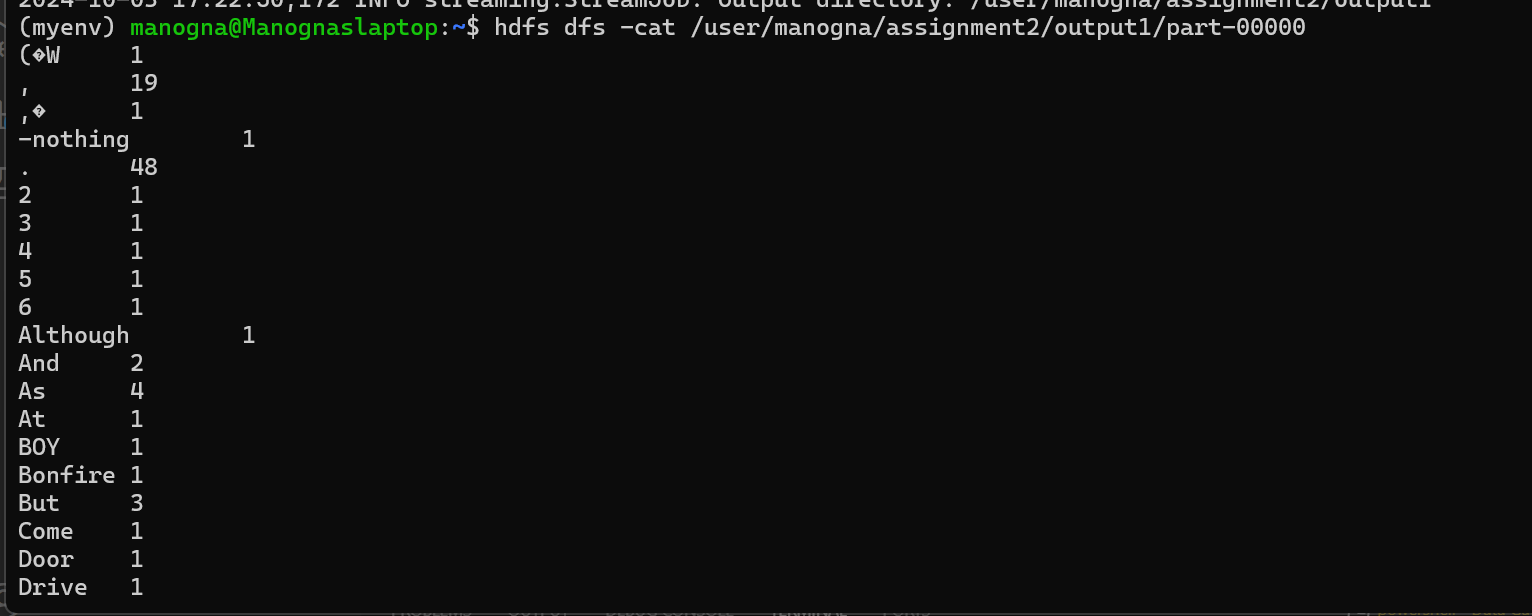 2024-10-03 17:22:50,172 INFO streaming.StreamJob: Output directory: /user/manogna/assignment2/output1
(myenv) manogna@Manognaslaptop:~$ hdfs dfs -cat /user/manogna/assignment2/output1/part-00000
(�W 1
, 19
,� 1
-nothing 1
. 48
2 1
3 1
4 1
5 1
6 1
Although 1
And 2
As 4
At 1
BOY 1
Bonfire 1
But 3
Come 1
Door 1
Drive 1